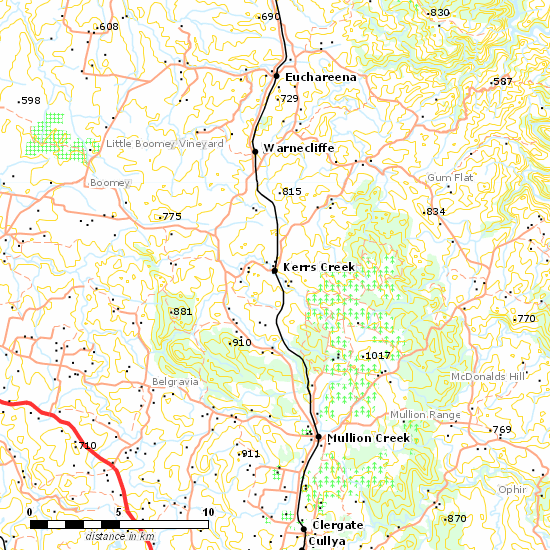 690
830
608
Euchareena
587
598
729
Little Boomey Vineyard
Warnecliffe
Gum Flat
Boomey
815
775
834
Kerrs Creek
881
770
910
1017
Belgravia
McDonalds Hill
Mullion Range
769
Mullion Creek
710
911
Ophir
0 5 10
distance in km
870
Clergate
Cullya